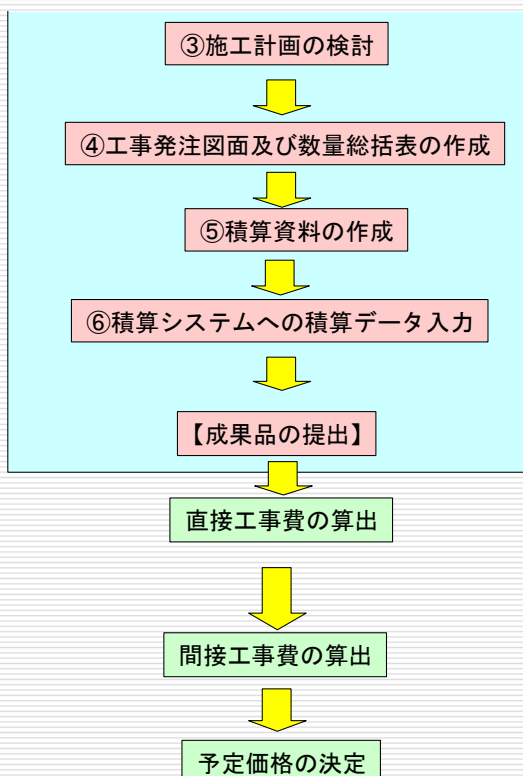 ③施工計画の検討
④工事発注図面及び数量総括表の作成
⑤積算資料の作成
⑥積算システムへの積算データ入力
【成果品の提出】
直接工事費の算出
間接工事費の算出
予定価格の決定